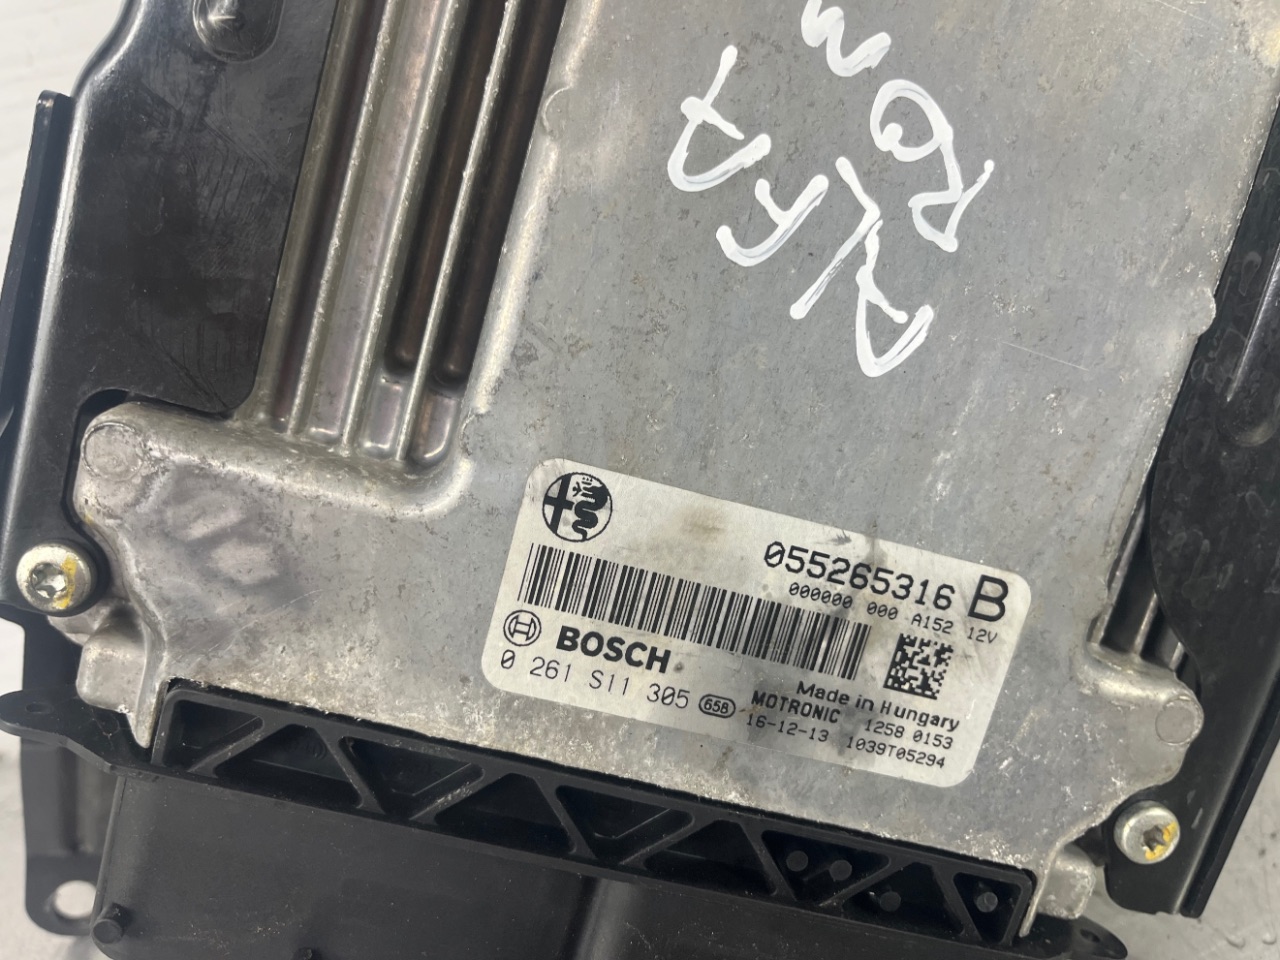 ALFA
ROM
055265316 B
000000 000 A152 12V
BOSCH
0 261 S11 305 658
Made in Hungary
MOTRONIC 1258 0153
16-12-13 1039T05294